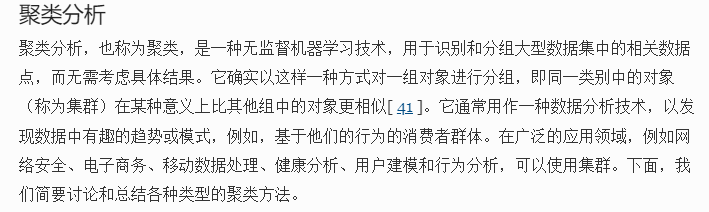 聚类分析
聚类分析，也称为聚类，是一种无监督机器学习技术，用于识别和分组大型数据集中的相关数据
点，而无需考虑具体结果。它确实以这样一种方式对一组对象进行分组，即同一类别中的对象
（称为集群）在某种意义上比其他组中的对象更相似[ 41 ]。它通常用作一种数据分析技术，以发
现数据中有趣的趋势或模式，例如，基于他们的行为的消费者群体。在广泛的应用领域，例如网
络安全、电子商务、移动数据处理、健康分析、用户建模和行为分析，可以使用集群。下面，我
们简要讨论和总结各种类型的聚类方法。